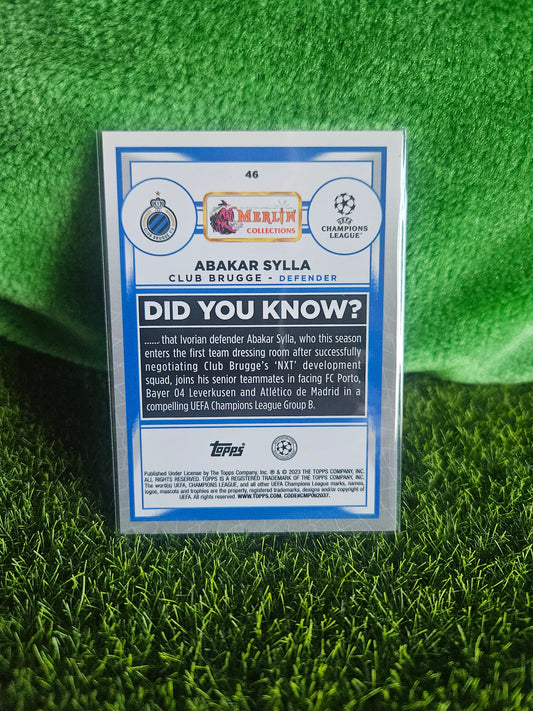 46
CLUB BRUGGE K.V.
MERLIN
COLLECTIONS
CHAMPIONS
LEAGUE
ABAKAR SYLLA
CLUB BRUGGE - DEFENDER
DID YOU KNOW?
...... that Ivorian defender Abakar Sylla, who this season
enters the first team dressing room after successfully
negotiating Club Brugge's 'NXT' development
squad, joins his senior teammates in facing FC Porto,
Bayer 04 Leverkusen and Atlético de Madrid in a
compelling UEFA Champions League Group B.
Topps
Published Under License by The Topps Company, Inc. ® & © 2023 THE TOPPS COMPANY, INC.
ALL RIGHTS RESERVED. TOPPS IS A REGISTERED TRADEMARK OF THE TOPPS COMPANY, INC.
The word(s) UEFA, CHAMPIONS LEAGUE, and all other UEFA Champions League marks, names,
logos, mascots and trophies are the property, registered trademarks, designs and/or copyright of
UEFA. All rights reserved. WWW.TOPPS.COM. CODE#CMP062037.